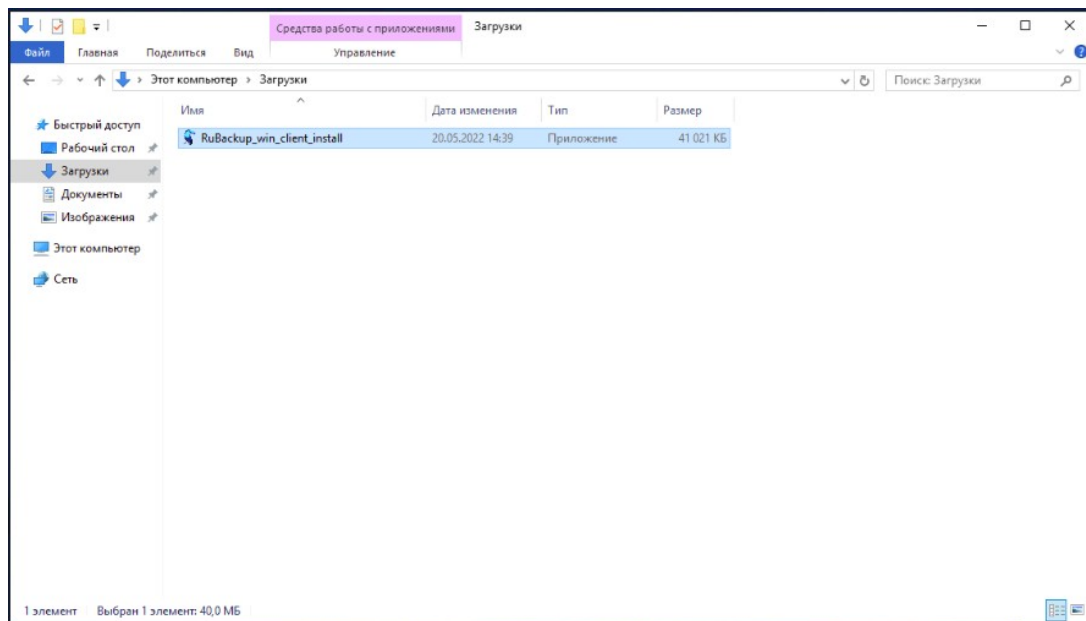 Средства работы с приложениями Загрузки
Файл Главная Поделиться Вид Управление
Этот компьютер Загрузки Поиск: Загрузки
Имя Дата изменения Тип Размер
Быстрый доступ
RuBackup_win_client_install 20.05.2022 14:39 Приложение 41 021 КБ
Рабочий стол
Загрузки
Документы
Изображения
Этот компьютер
Сеть
1 элемент Выбран 1 элемент: 40,0 МБ